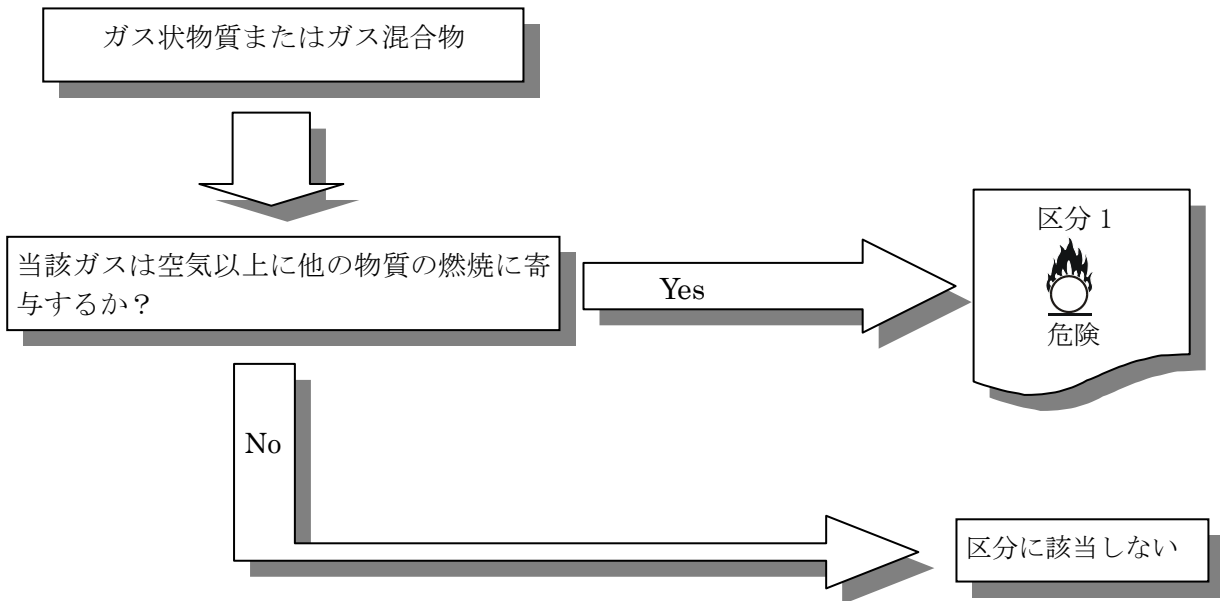 ガス状物質またはガス混合物
当該ガスは空気以上に他の物質の燃焼に寄
与するか？
Yes
区分 1
危険
No
区分に該当しない